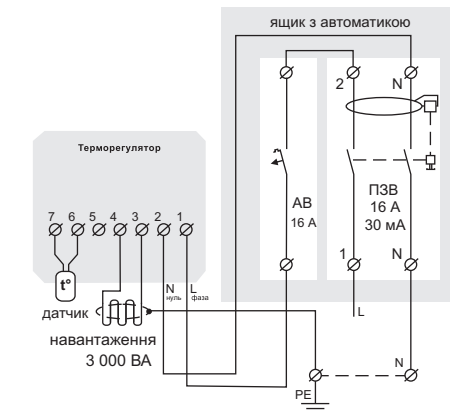 ящик з автоматикою
2 N
Терморегулятор
АВ
16 А
ПЗВ
16 А
30 мА
7 6 5 4 3 2 1
t°
N
нуль
L
фаза
1 N
L
датчик
навантаження
3 000 ВА
N
PE